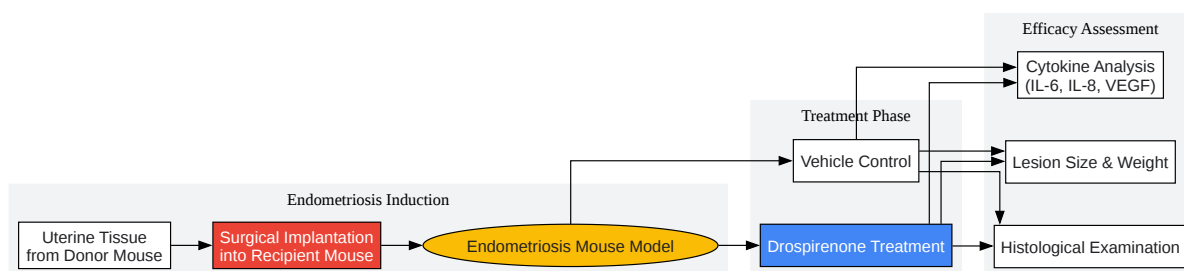 Efficacy Assessment
Cytokine Analysis
(IL-6, IL-8, VEGF)
Treatment Phase
Vehicle Control
Lesion Size & Weight
Endometriosis Induction
Uterine Tissue
from Donor Mouse
Surgical Implantation
into Recipient Mouse
Endometriosis Mouse Model
Drospirenone Treatment
Histological Examination